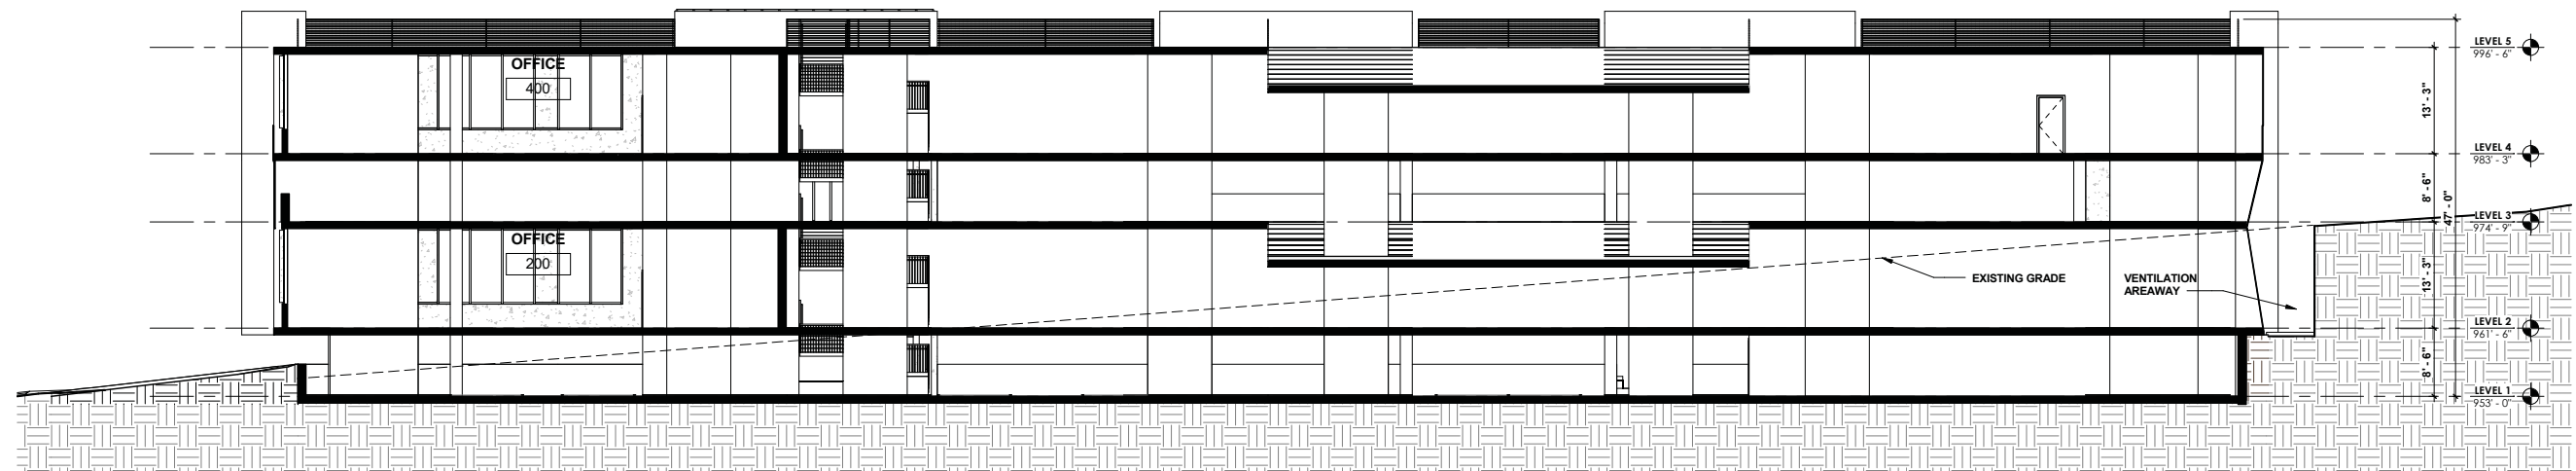 LEVEL 5
996' - 6"
OFFICE
400
13' - 3"
LEVEL 4
983' - 3"
8' - 6"
47' - 0"
LEVEL 3
974' - 9"
OFFICE
200
EXISTING GRADE
VENTILATION
AREAWAY
13' - 3"
LEVEL 2
961' - 6"
8' - 6"
LEVEL 1
953' - 0"